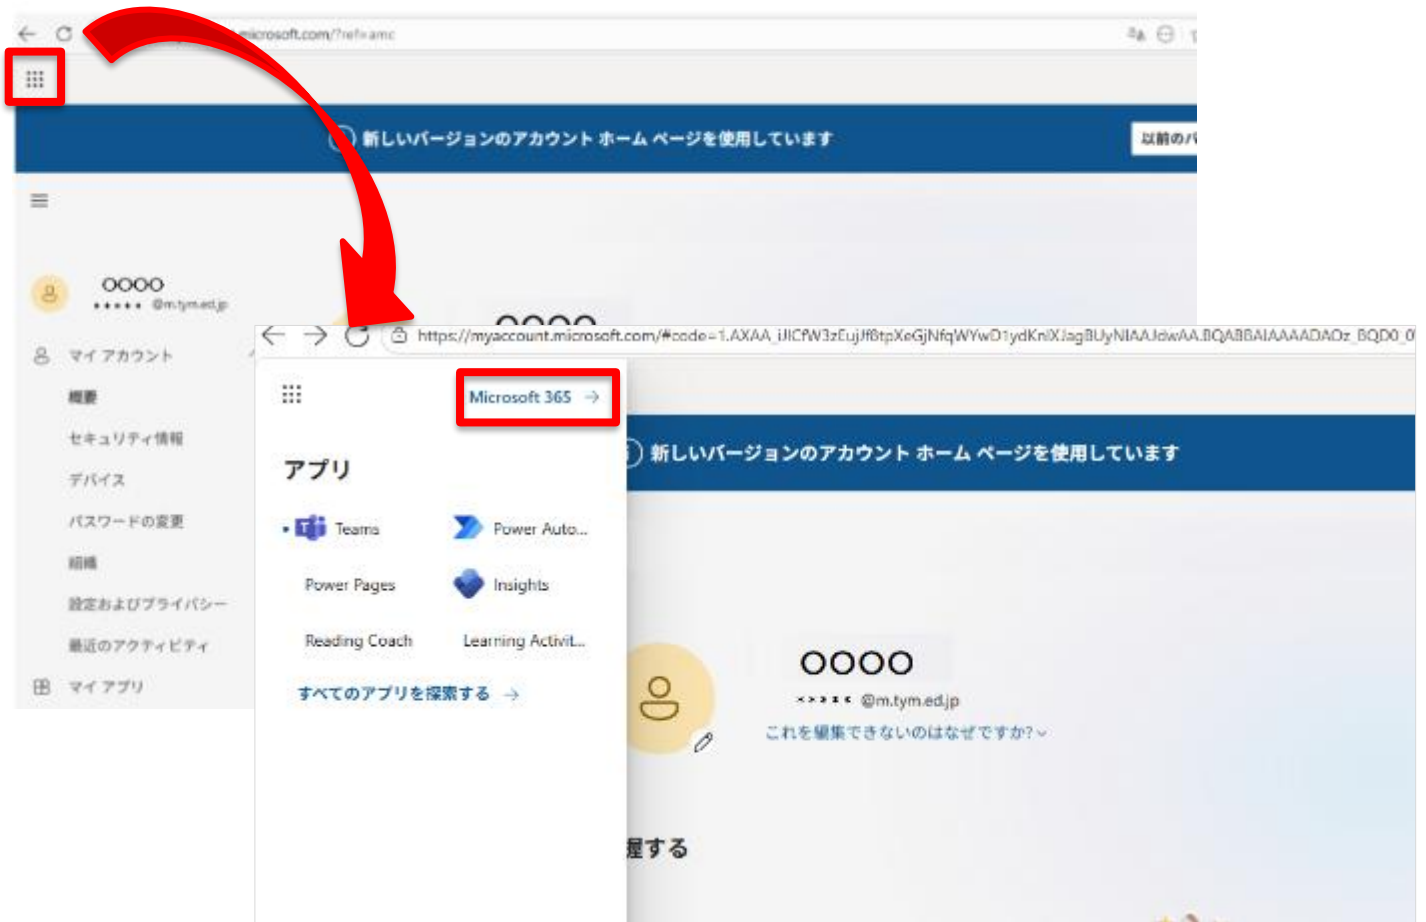 microsoft.com/?ref=amc
新しいバージョンのアカウント ホーム ページを使用しています
以前のバ
○○○○
@m.tym.ed.jp
マイ アカウント
概要
セキュリティ情報
デバイス
パスワードの変更
組織
設定およびプライバシー
最近のアクティビティ
マイ アプリ
○○○○
https://myaccount.microsoft.com/#code=1.AXAA_
Microsoft 365 →
アプリ
Teams
Power Auto...
Power Pages
Insights
Reading Coach
Learning Activit...
すべてのアプリを探索する →
新しいバージョンのアカウント ホーム ページを使用しています
○○○○
@m.tym.ed.jp
これを編集できないのはなぜですか?
握する